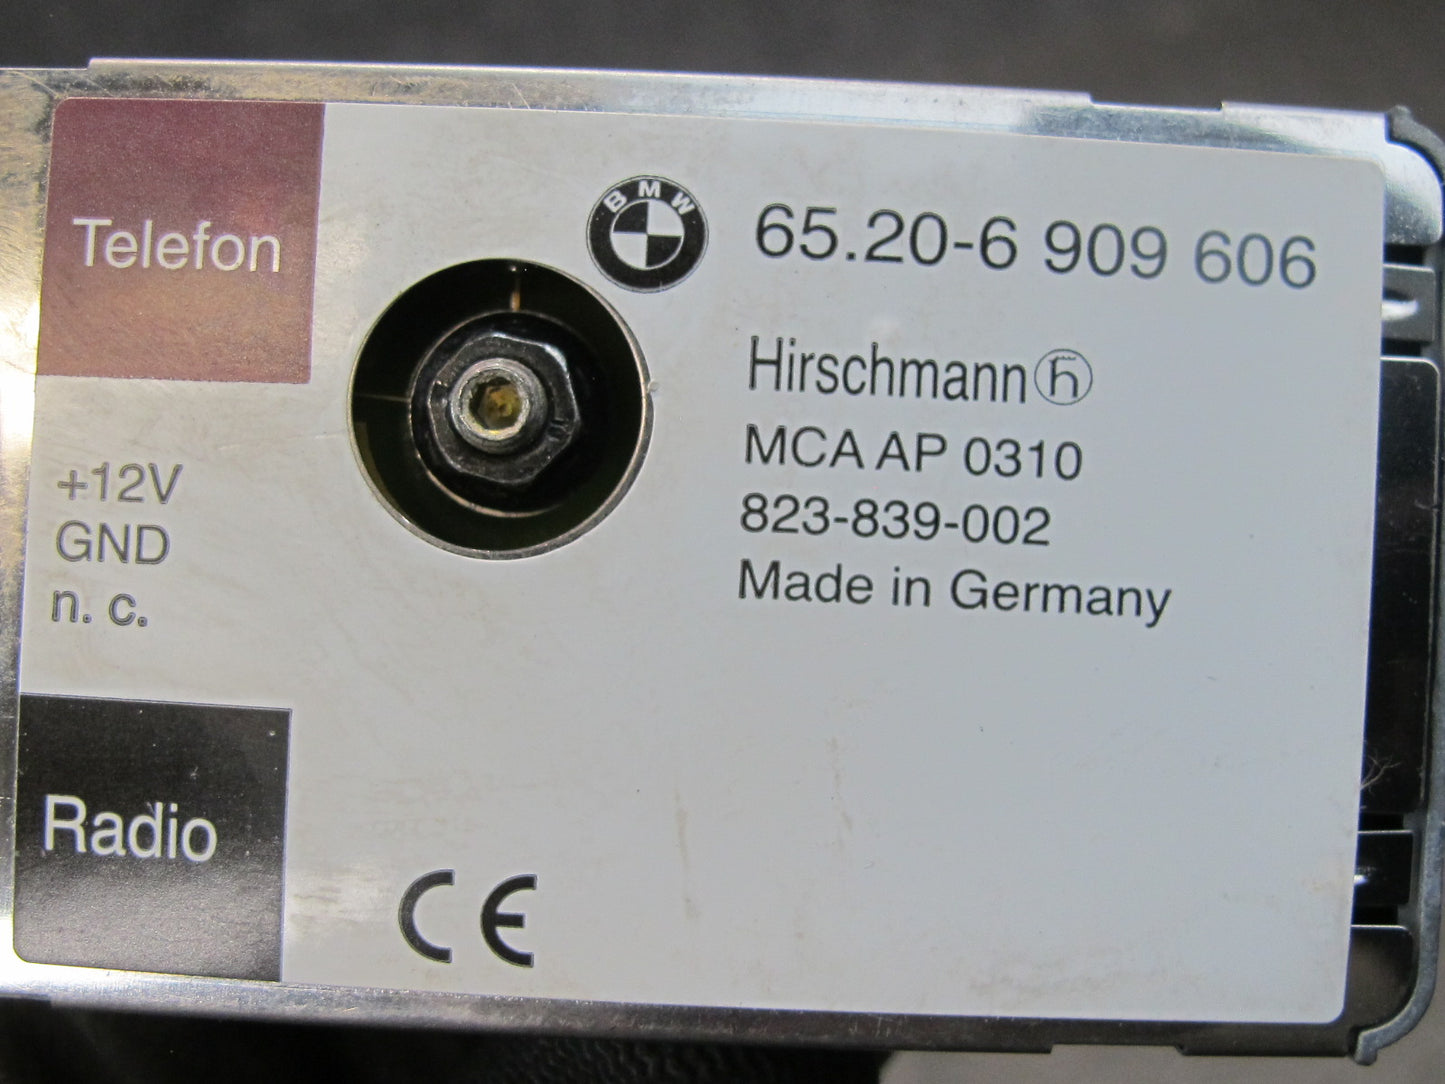 Telefon
BMW
65.20-6 909 606
Hirschmann h
MCA AP 0310
823-839-002
Made in Germany
+12V
GND
n. c.
Radio
CE